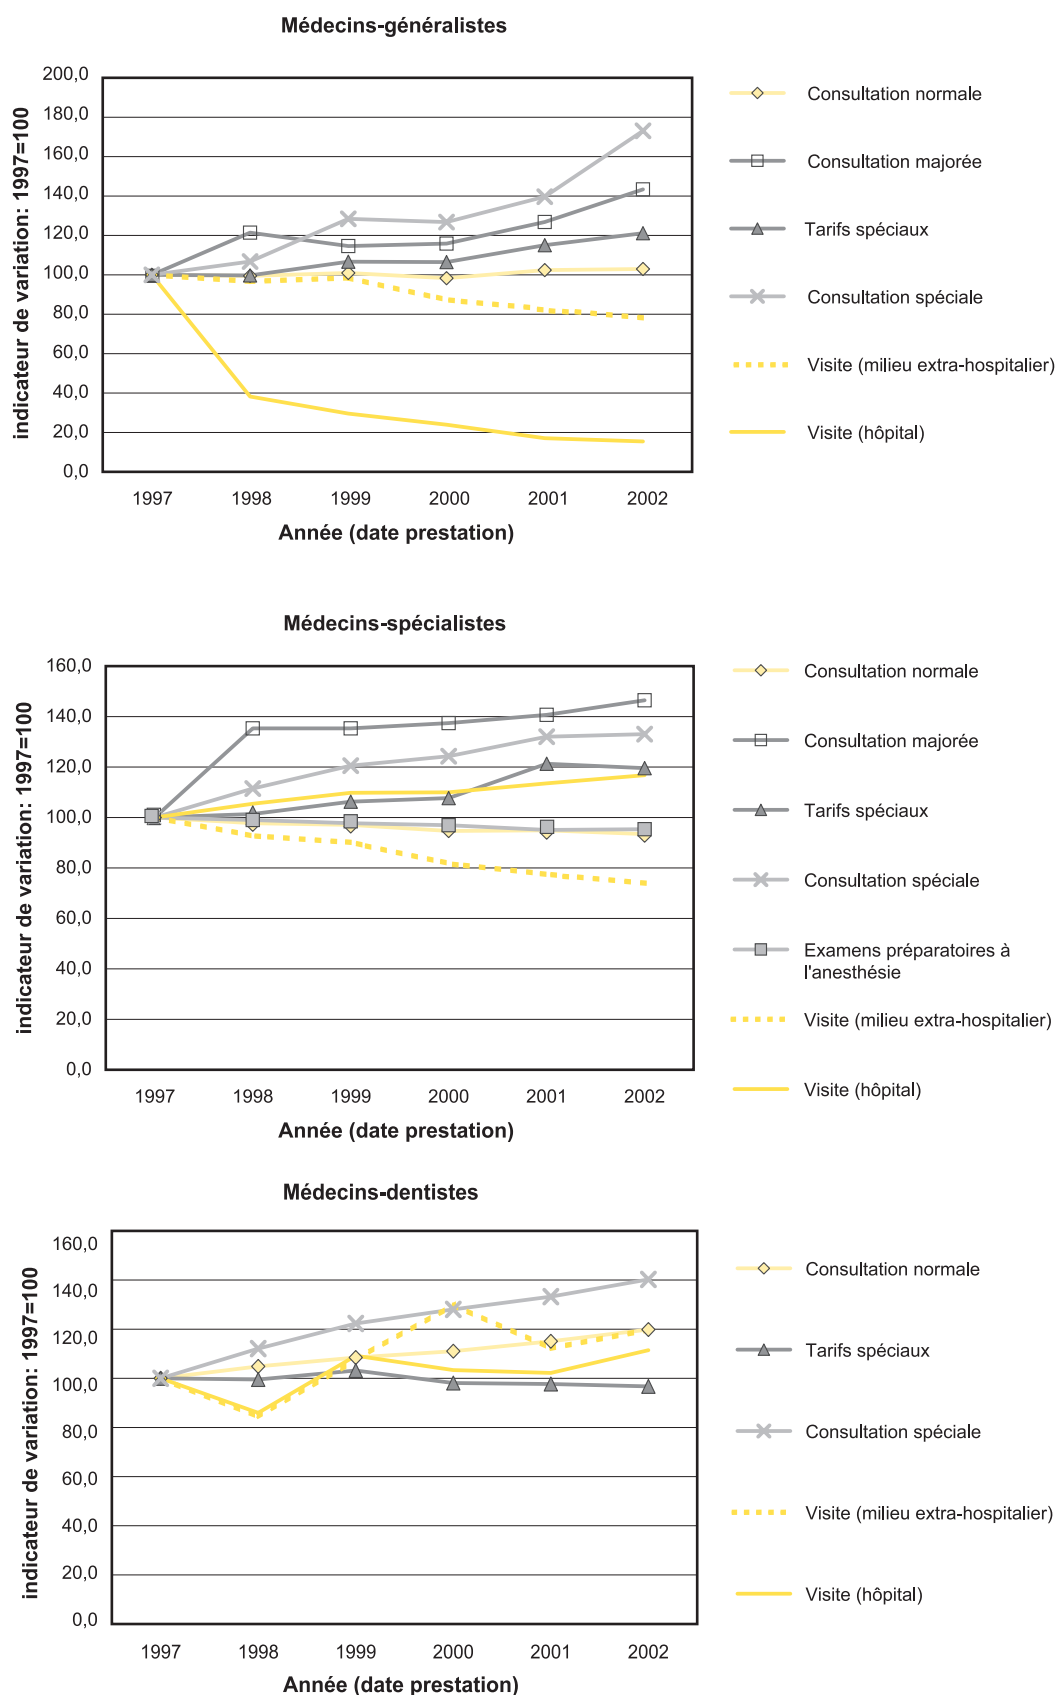 Médecins-généralistes
indicateur de variation: 1997=100
200,0
180,0
160,0
140,0
120,0
100,0
80,0
60,0
40,0
20,0
0,0
1997 1998 1999 2000 2001 2002
Année (date prestation)
Consultation normale
Consultation majorée
Tarifs spéciaux
Consultation spéciale
Visite (milieu extra-hospitalier)
Visite (hôpital)
Médecins-spécialistes
indicateur de variation: 1997=100
160,0
140,0
120,0
100,0
80,0
60,0
40,0
20,0
0,0
1997 1998 1999 2000 2001 2002
Année (date prestation)
Consultation normale
Consultation majorée
Tarifs spéciaux
Consultation spéciale
Examens préparatoires à
l'anesthésie
Visite (milieu extra-hospitalier)
Visite (hôpital)
Médecins-dentistes
indicateur de variation: 1997=100
160,0
140,0
120,0
100,0
80,0
60,0
40,0
20,0
0,0
1997 1998 1999 2000 2001 2002
Année (date prestation)
Consultation normale
Tarifs spéciaux
Consultation spéciale
Visite (milieu extra-hospitalier)
Visite (hôpital)